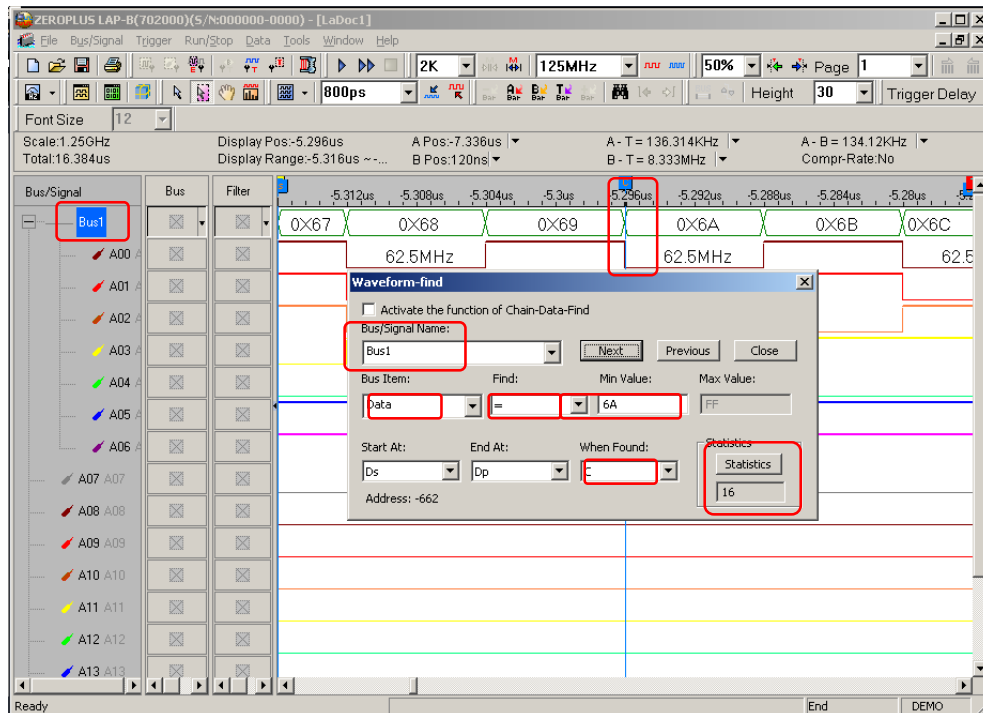 ZEROPLUS LAP-B(702000)(S/N:000000-0000) - [LaDoc1]
File Bus/Signal Trigger Run/Stop Data Tools Window Help
2K 125MHz 50% Page 1
800ps Bar Bar Bar Bar Height 30 Trigger Delay
Font Size 12
Scale:1.25GHz Display Pos:-5.296us A Pos:-7.336us A - T = 136.314KHz A - B = 134.12KHz
Total:16.384us Display Range:-5.316us ~-... B Pos:120ns B - T = 8.333MHz Compr-Rate:No
Bus/Signal Bus Filter -5.312us -5.308us -5.304us -5.3us -5.296us -5.292us -5.288us -5.284us -5.28us
Bus1 0X67 0X68 0X69 0X6A 0X6B 0X6C
A00 62.5MHz 62.5MHz 62.5
A01
A02
A03
A04
A05
A06
A07 A07
A08 A08
A09 A09
A10 A10
A11 A11
A12 A12
A13 A13
Waveform-find
Activate the function of Chain-Data-Find
Bus/Signal Name:
Bus1 Next Previous Close
Bus Item: Find: Min Value: Max Value:
Data = 6A FF
Start At: End At: When Found: Statistics
Ds Dp C Statistics
Address: -662 16
Ready End DEMO